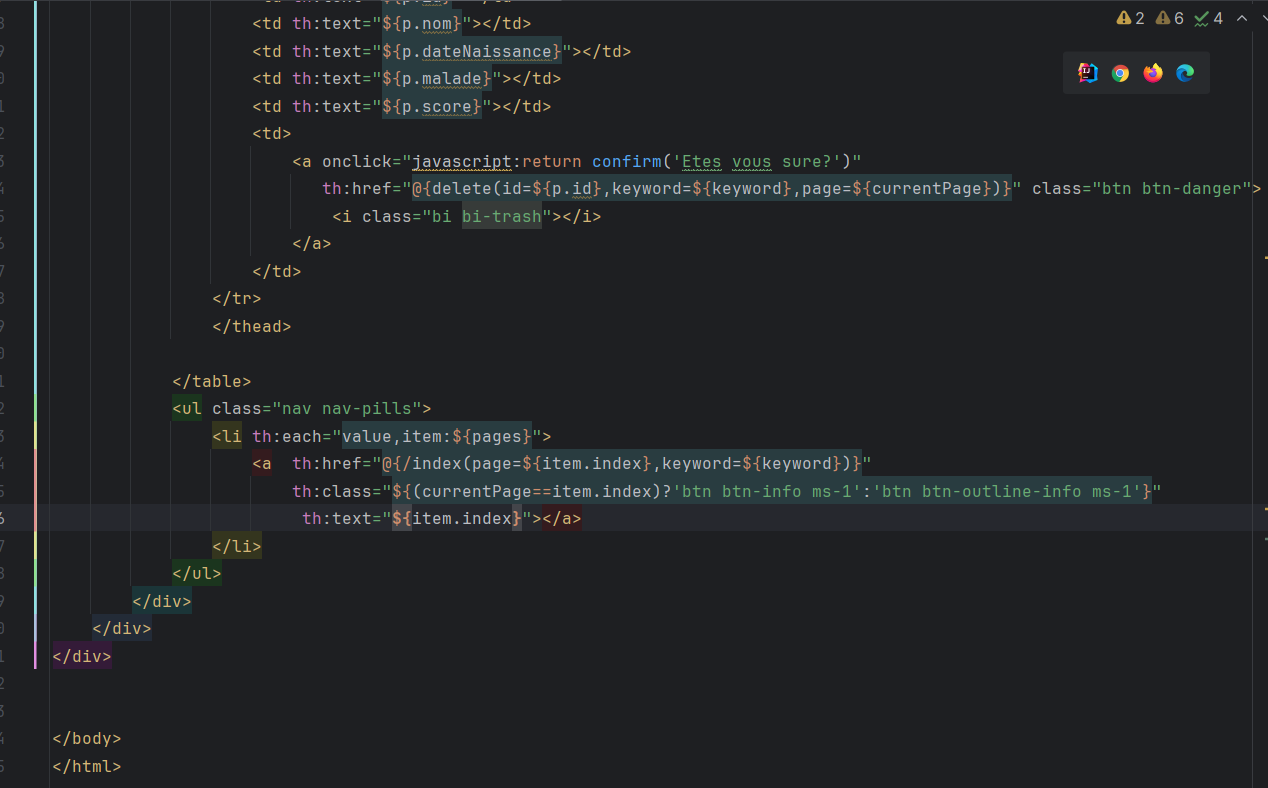 <td th:text="${p.nom}"></td>
2 6 4
<td th:text="${p.dateNaissance}"></td>
<td th:text="${p.malade}"></td>
<td th:text="${p.score}"></td>
<td>
<a onclick="javascript:return confirm('Etes vous sure?')"
th:href="@{delete(id=${p.id},keyword=${keyword},page=${currentPage})}" class="btn btn-danger">
<i class="bi bi-trash"></i>
</a>
</td>
</tr>
</thead>
</table>
<ul class="nav nav-pills">
<li th:each="value,item:${pages}">
<a  th:href="@{/index(page=${item.index},keyword=${keyword})}"
th:class="${(currentPage==item.index)?'btn btn-info ms-1':'btn btn-outline-info ms-1'}"
th:text="${item.index}"></a>
</li>
</ul>
</div>
</div>
</div>
</body>
</html>